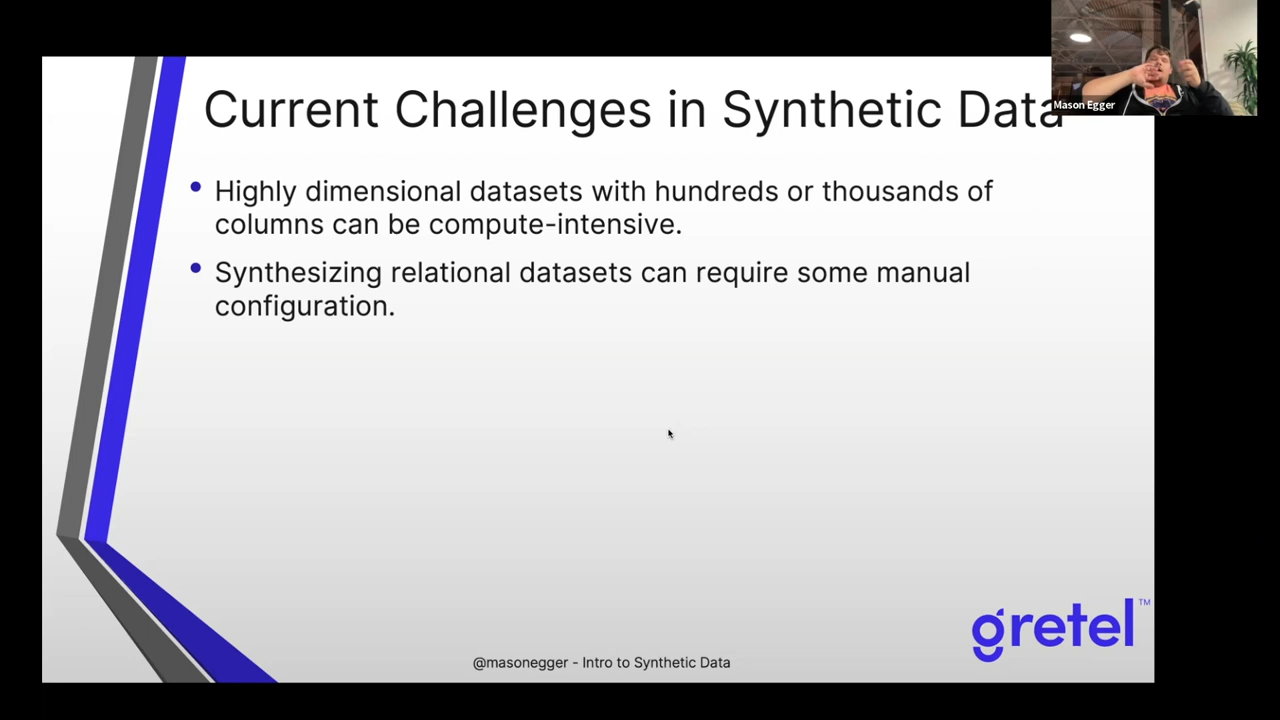 Current Challenges in Synthetic Data
Mason Egger
• Highly dimensional datasets with hundreds or thousands of
columns can be compute-intensive.
• Synthesizing relational datasets can require some manual
configuration.
gretel™
@masonegger - Intro to Synthetic Data